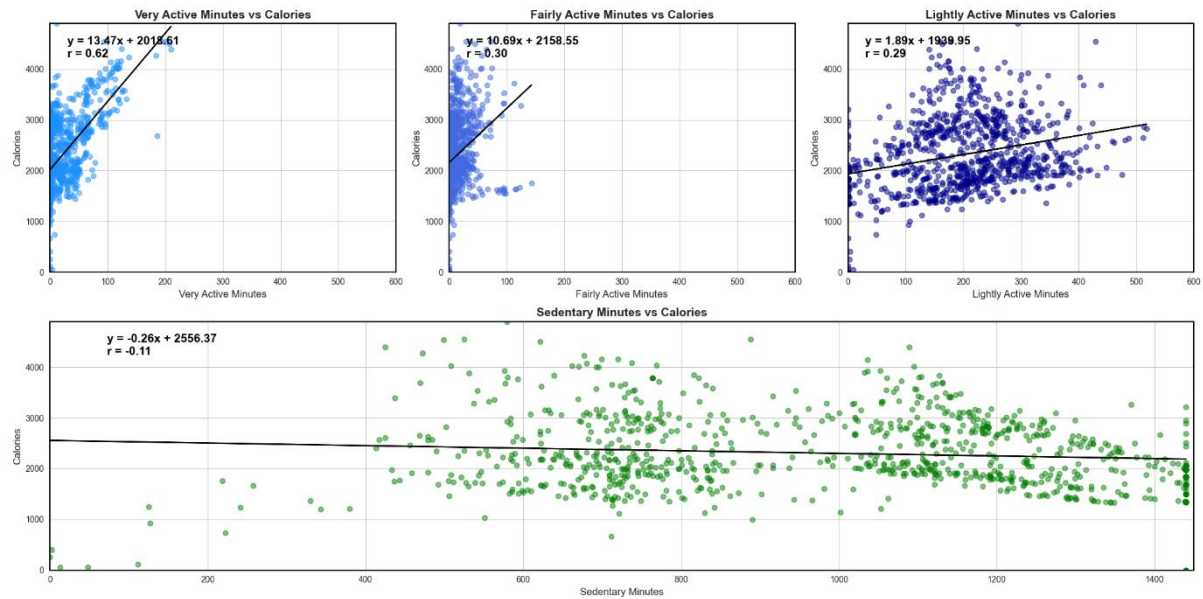 Very Active Minutes vs Calories
y = 13.47x + 2018.61
r = 0.62
4000
3000
2000
1000
0
Calories
0 100 200 300 400 500 600
Very Active Minutes
Fairly Active Minutes vs Calories
y = 10.69x + 2158.55
r = 0.30
4000
3000
2000
1000
0
Calories
0 100 200 300 400 500 600
Fairly Active Minutes
Lightly Active Minutes vs Calories
y = 1.89x + 1939.95
r = 0.29
4000
3000
2000
1000
0
Calories
0 100 200 300 400 500 600
Lightly Active Minutes
Sedentary Minutes vs Calories
y = -0.26x + 2556.37
r = -0.11
4000
3000
2000
1000
0
Calories
0 200 400 600 800 1000 1200 1400
Sedentary Minutes